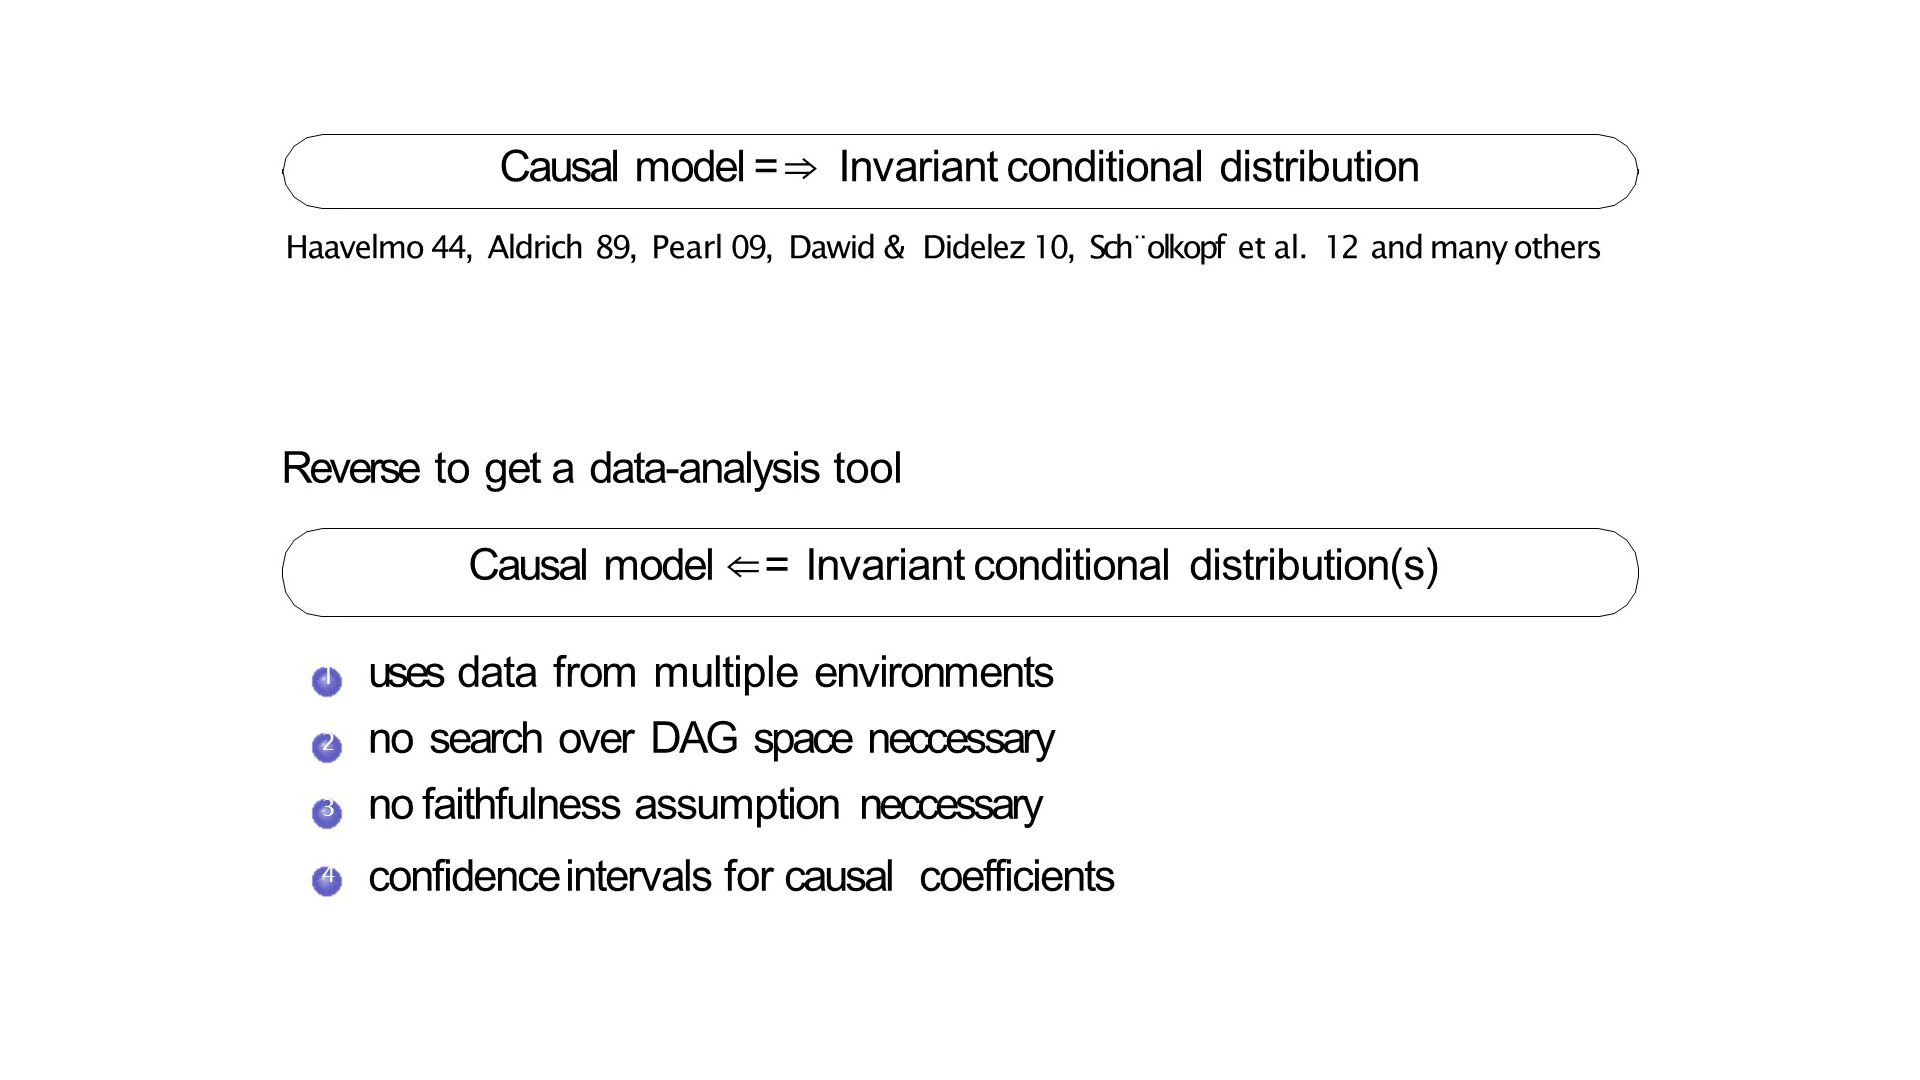 Causal model =⇒ Invariant conditional distribution
Haavelmo 44, Aldrich 89, Pearl 09, Dawid & Didelez 10, Sch¨olkopf et al. 12 and many others
Reverse to get a data-analysis tool
Causal model ⇐= Invariant conditional distribution(s)
1 uses data from multiple environments
2 no search over DAG space neccessary
3 no faithfulness assumption neccessary
4 confidence intervals for causal coefficients